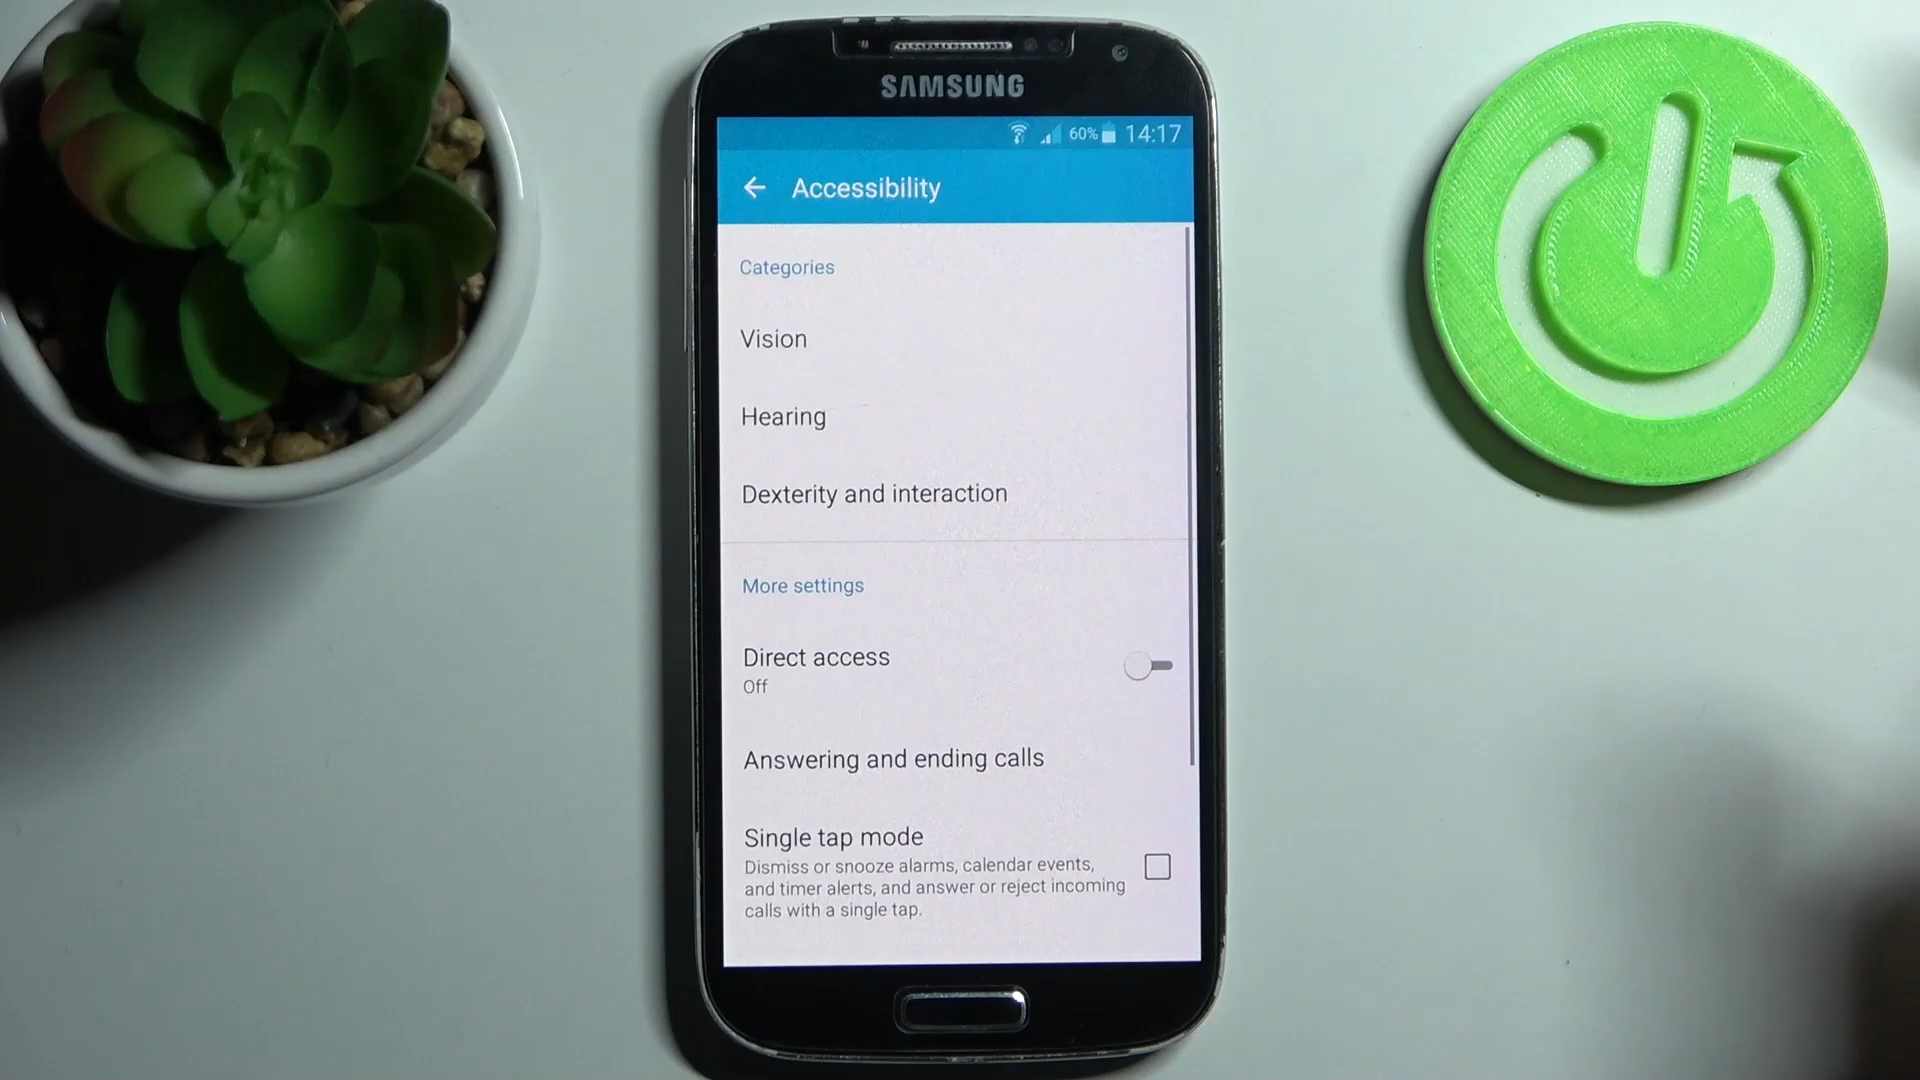 SAMSUNG
60% 14:17
Accessibility
Categories
Vision
Hearing
Dexterity and interaction
More settings
Direct access
Off
Answering and ending calls
Single tap mode
Dismiss or snooze alarms, calendar events,
and timer alerts, and answer or reject incoming
calls with a single tap.